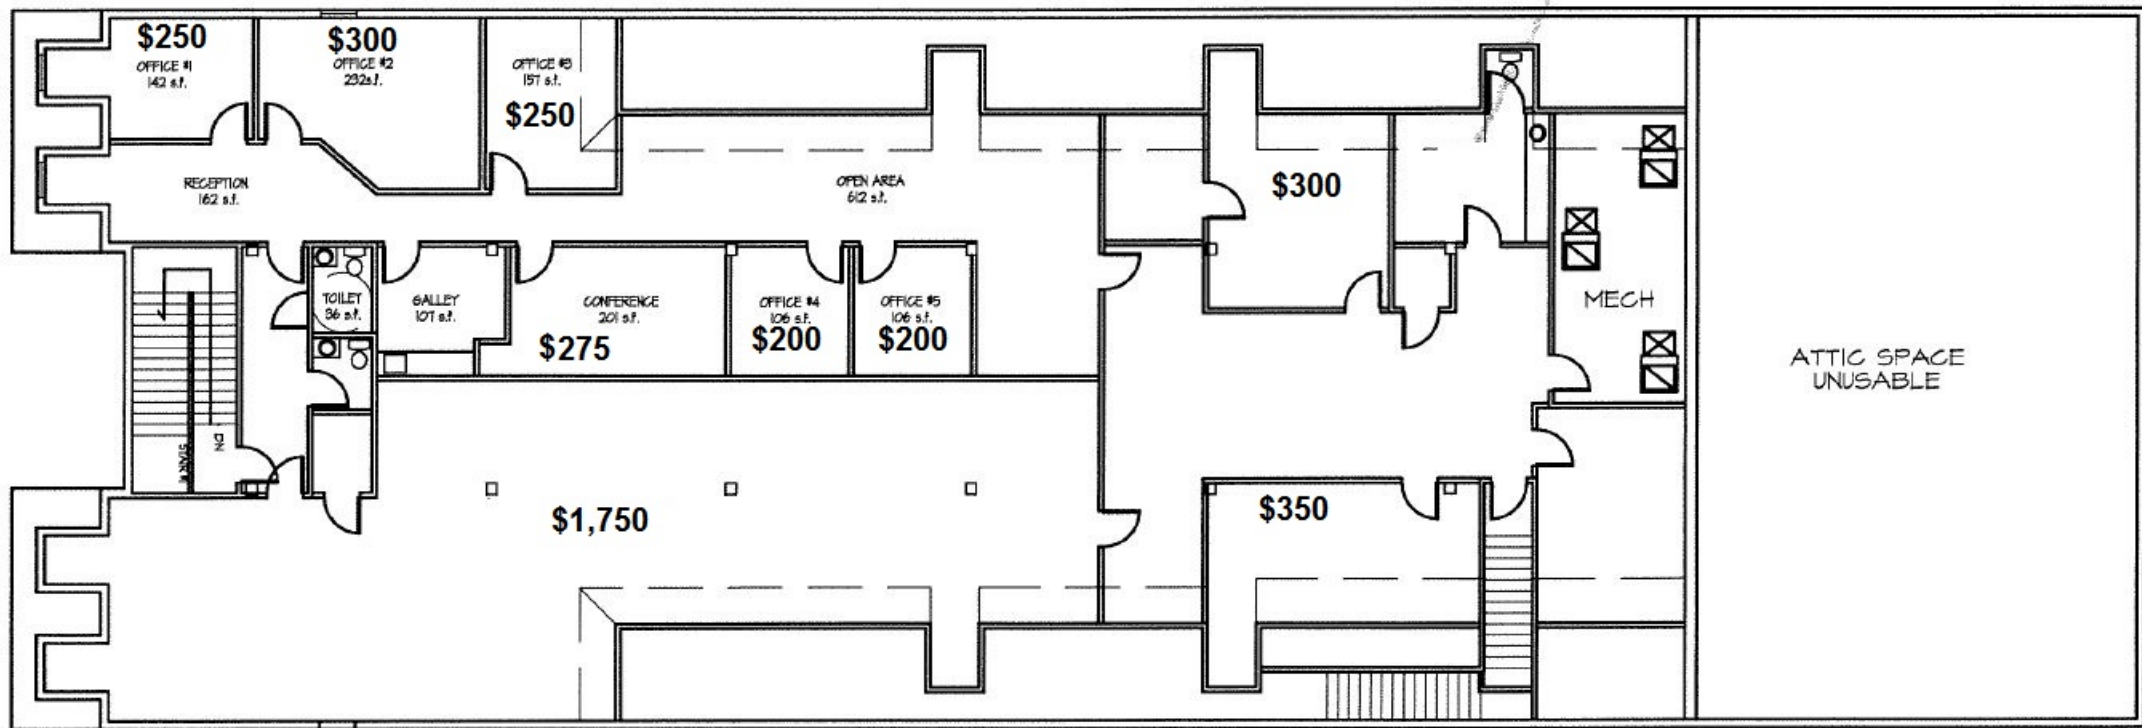 $250
OFFICE #1
142 s.f.
$300
OFFICE #2
232s.f.
OFFICE #3
157 s.f.
$250
RECEPTION
162 s.f.
OPEN AREA
612 s.f.
$300
TOILET
36 s.f.
GALLEY
107 s.f.
CONFERENCE
201 s.f.
$275
OFFICE #4
106 s.f.
$200
OFFICE #5
106 s.f.
$200
MECH
ATTIC SPACE
UNUSABLE
DN
$1,750
$350